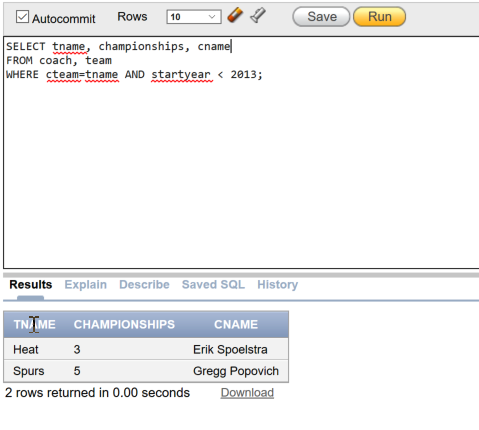 Autocommit Rows 10 Save Run
SELECT tname, championships, cname
FROM coach, team
WHERE cteam=tname AND startyear < 2013;
Results Explain Describe Saved SQL History
TNAME CHAMPIONSHIPS CNAME
Heat 3 Erik Spoelstra
Spurs 5 Gregg Popovich
2 rows returned in 0.00 seconds Download